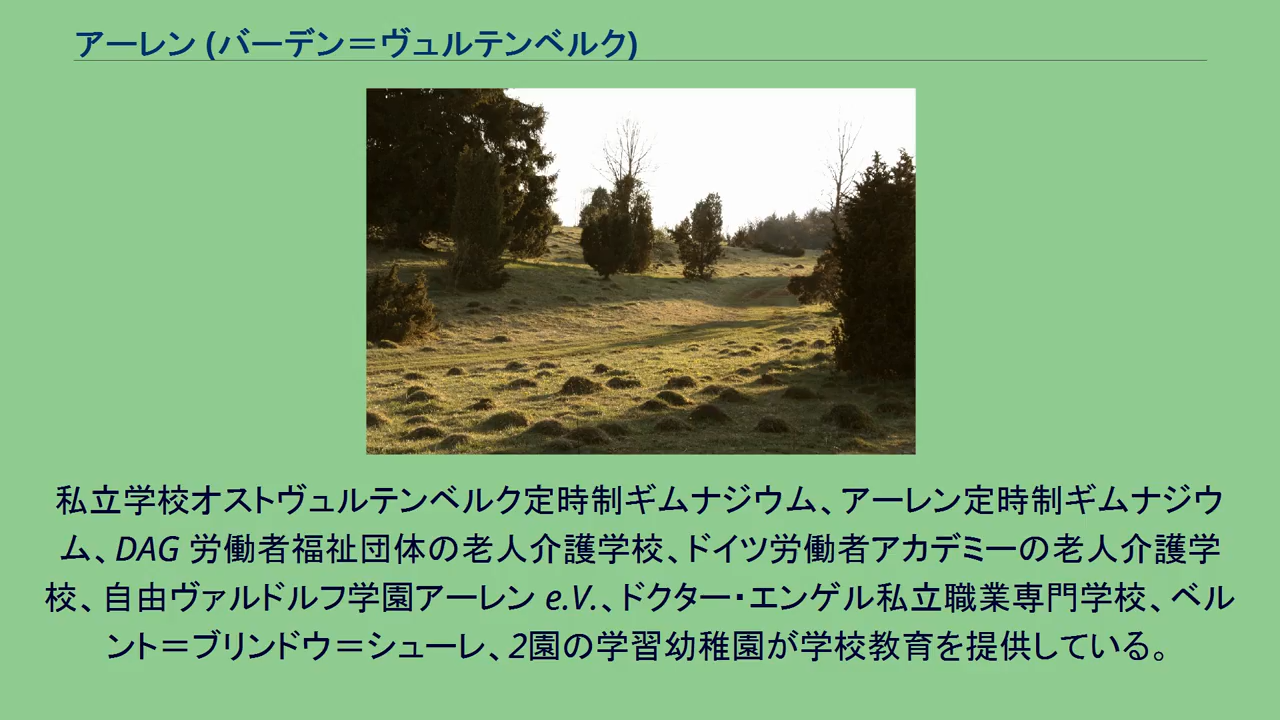 アーレン (バーデン＝ヴュルテンベルク)
私立学校オストヴュルテンベルク定時制ギムナジウム、アーレン定時制ギムナジウ
ム、DAG 労働者福祉団体の老人介護学校、ドイツ労働者アカデミーの老人介護学
校、自由ヴァルドルフ学園アーレン e.V.、ドクター・エンゲル私立職業専門学校、ベル
ント＝ブリンドウ＝シューレ、2園の学習幼稚園が学校教育を提供している。